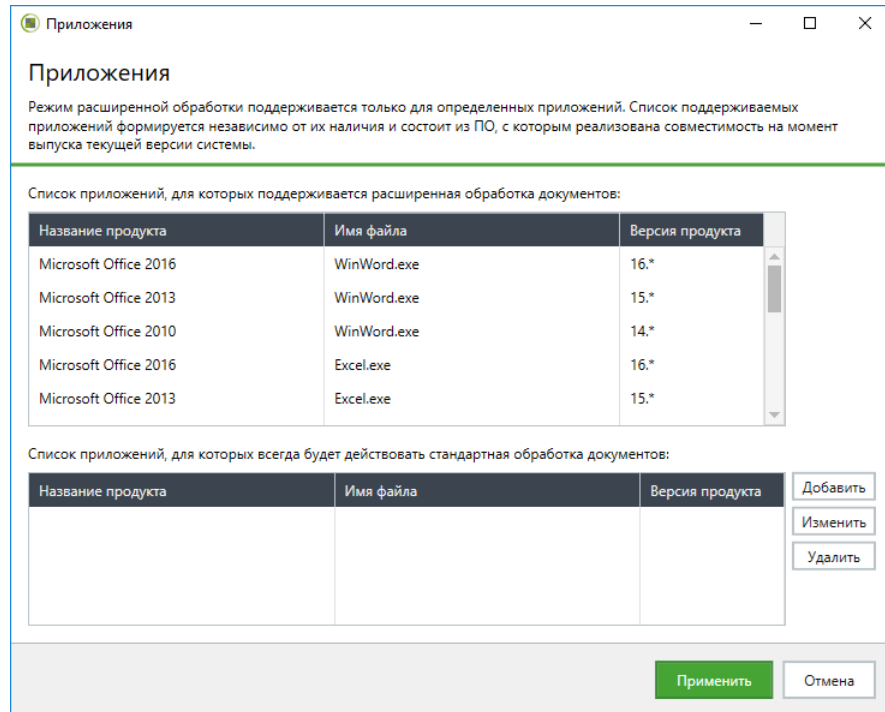 Приложения
Приложения
Режим расширенной обработки поддерживается только для определенных приложений. Список поддерживаемых
приложений формируется независимо от их наличия и состоит из ПО, с которым реализована совместимость на момент
выпуска текущей версии системы.
Список приложений, для которых поддерживается расширенная обработка документов:
Название продукта Имя файла Версия продукта
Microsoft Office 2016 WinWord.exe 16.*
Microsoft Office 2013 WinWord.exe 15.*
Microsoft Office 2010 WinWord.exe 14.*
Microsoft Office 2016 Excel.exe 16.*
Microsoft Office 2013 Excel.exe 15.*
Список приложений, для которых всегда будет действовать стандартная обработка документов:
Название продукта Имя файла Версия продукта
Добавить
Изменить
Удалить
Применить Отмена